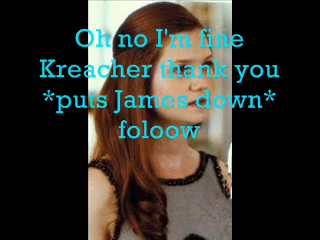 Oh no I'm fine
Kreacher thank you
*puts James down*
foloow